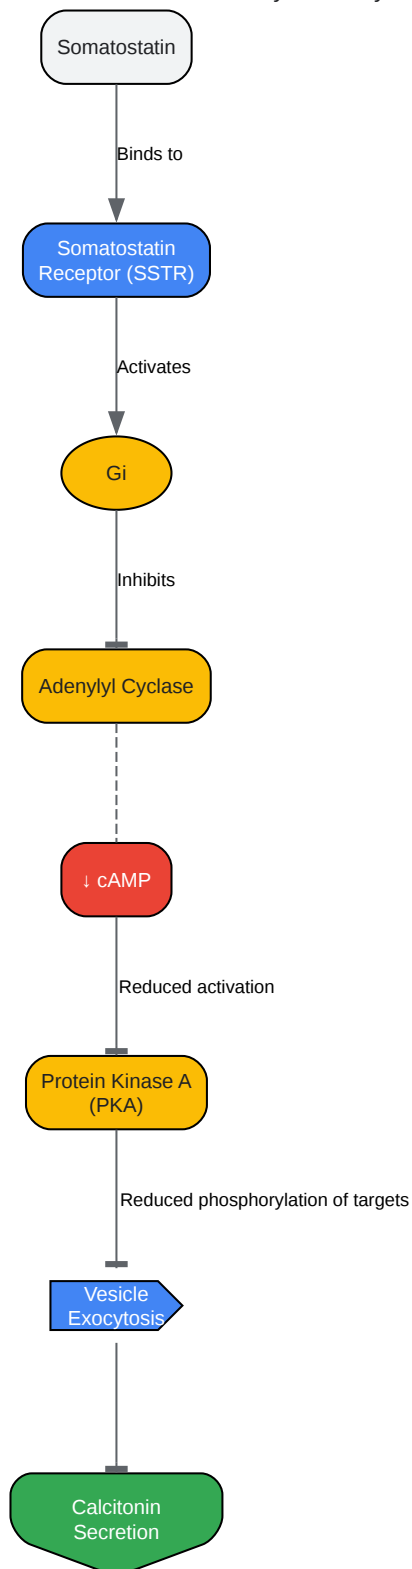 Somatostatin
Binds to
Somatostatin
Receptor (SSTR)
Activates
Gi
Inhibits
Adenylyl Cyclase
↓ cAMP
Reduced activation
Protein Kinase A
(PKA)
Reduced phosphorylation of targets
Vesicle
Exocytosis
Calcitonin
Secretion